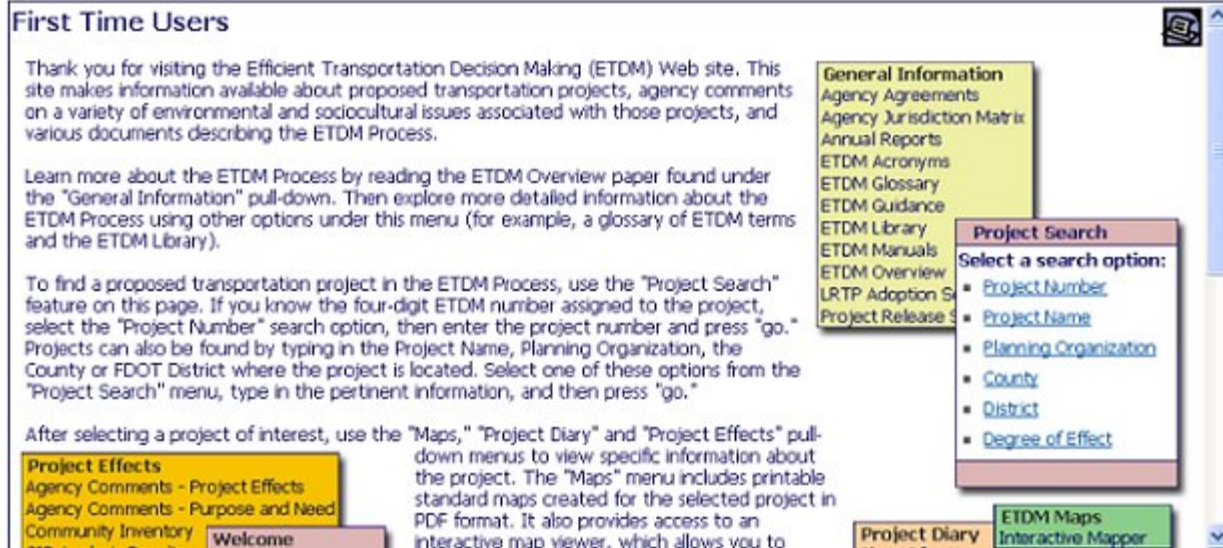 First Time Users
Thank you for visiting the Efficient Transportation Decision Making (ETDM) Web site. This
site makes information available about proposed transportation projects, agency comments
on a variety of environmental and sociocultural issues associated with those projects, and
various documents describing the ETDM Process.
Learn more about the ETDM Process by reading the ETDM Overview paper found under
the "General Information" pull-down. Then explore more detailed information about the
ETDM Process using other options under this menu (for example, a glossary of ETDM terms
and the ETDM Library).
To find a proposed transportation project in the ETDM Process, use the "Project Search"
feature on this page. If you know the four-digit ETDM number assigned to the project,
select the "Project Number" search option, then enter the project number and press "go."
Projects can also be found by typing in the Project Name, Planning Organization, the
County or FDOT District where the project is located. Select one of these options from the
"Project Search" menu, type in the pertinent information, and then press "go."
After selecting a project of interest, use the "Maps," "Project Diary" and "Project Effects" pull-
down menus to view specific information about
the project. The "Maps" menu includes printable
standard maps created for the selected project in
PDF format. It also provides access to an
interactive map viewer, which allows you to
General Information
Agency Agreements
Agency Jurisdiction Matrix
Annual Reports
ETDM Acronyms
ETDM Glossary
ETDM Guidance
ETDM Library
ETDM Manuals
ETDM Overview
LRTP Adoption
Project Release
Project Search
Select a search option:
Project Number
Project Name
Planning Organization
County
District
Degree of Effect
Project Effects
Agency Comments - Project Effects
Agency Comments - Purpose and Need
Community Inventory
Welcome
Project Diary
ETDM Maps
Interactive Mapper